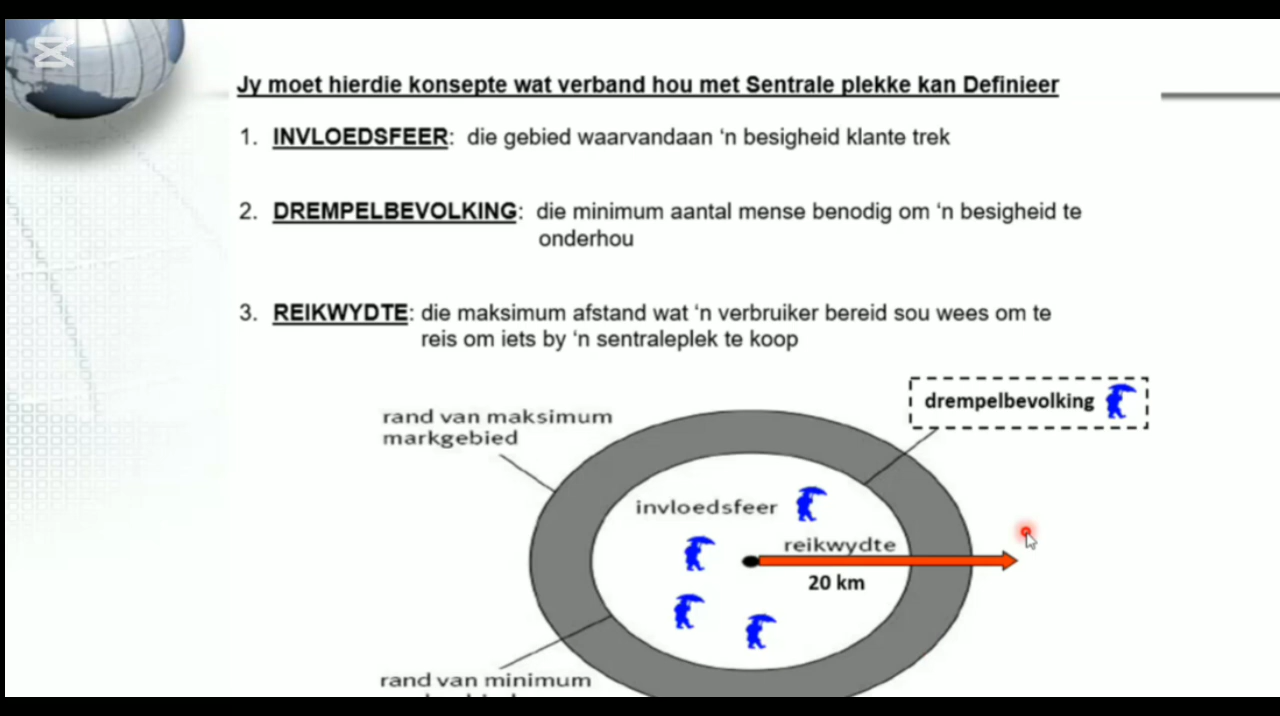 Jy moet hierdie konsepte wat verband hou met Sentrale plekke kan Definieer
1. INVLOEDSFEER: die gebied waarvandaan ‘n besigheid klante trek
2. DREMPELBEVOLKING: die minimum aantal mense benodig om ‘n besigheid te
onderhou
3. REIKWYDTE: die maksimum afstand wat ‘n verbruiker bereid sou wees om te
reis om iets by ‘n sentraleplek te koop
drempelbevolking
rand van maksimum
markgebied
invloedsfeer
reikwydte
20 km
rand van minimum